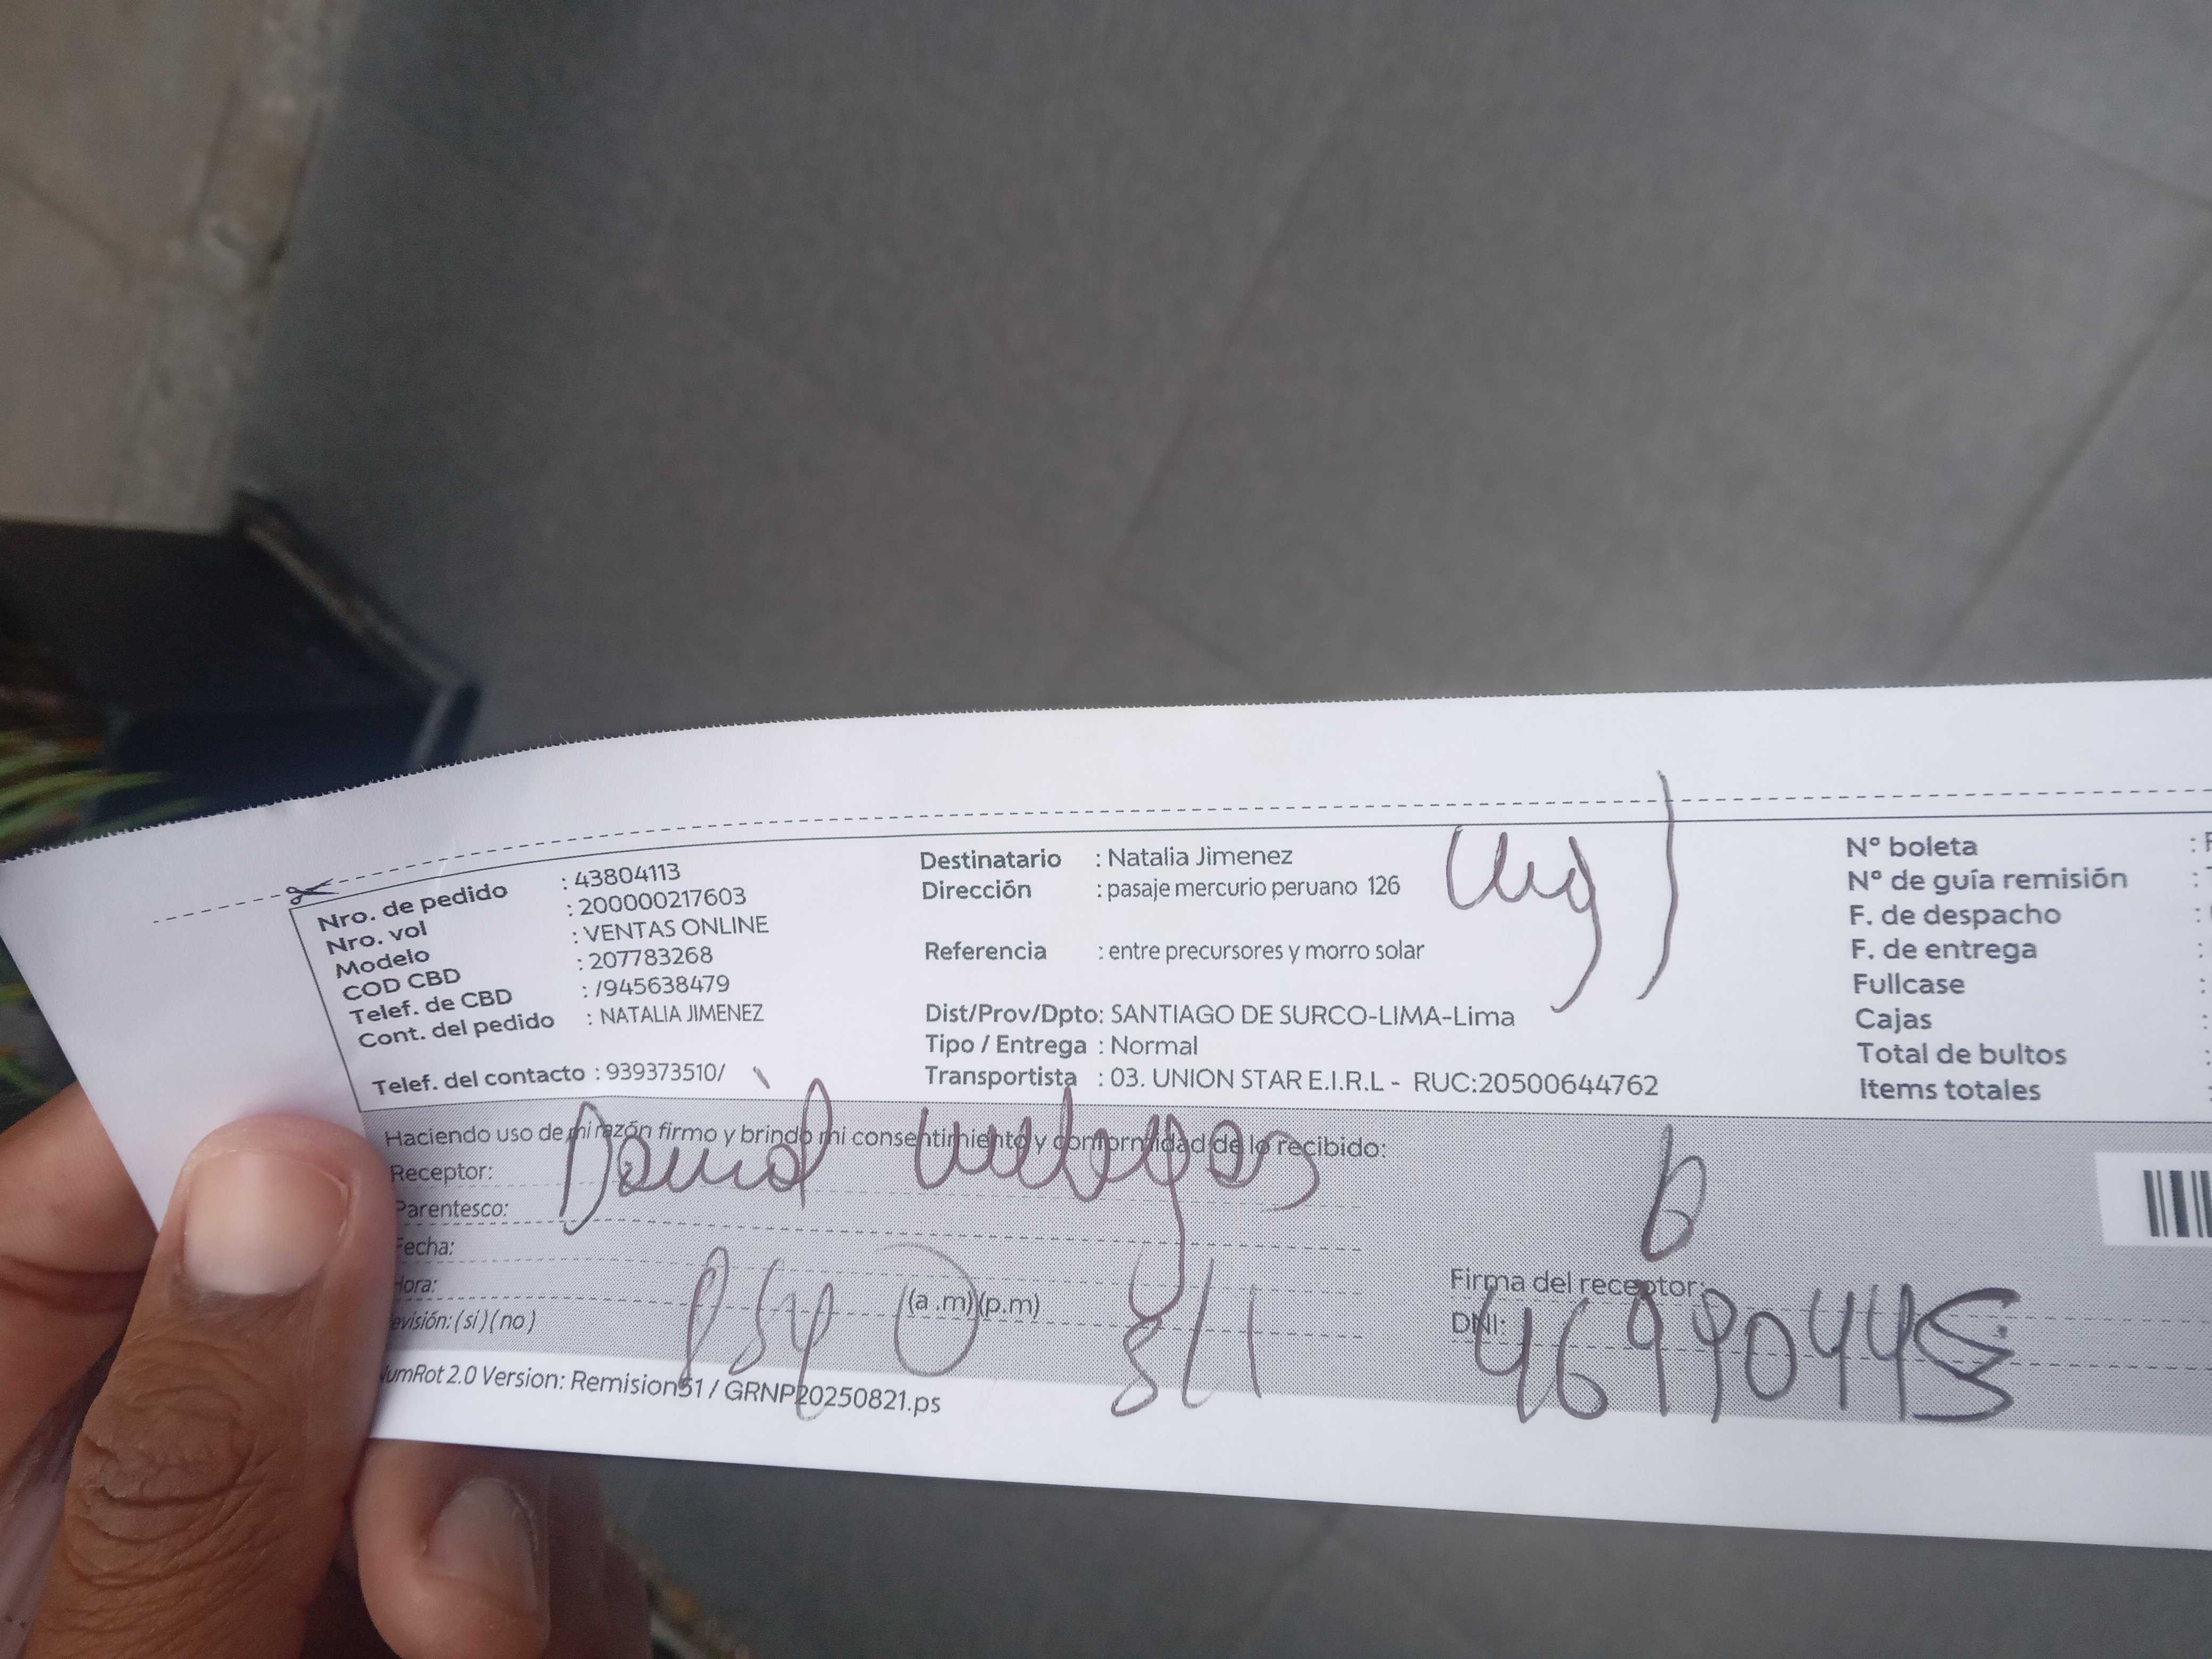 Nro. de pedido : 43804113
Nro. vol : 200000217603
Modelo : VENTAS ONLINE
COD CBD : 207783268
Telef. de CBD : /945638479
Cont. del pedido : NATALIA JIMENEZ
Telef. del contacto : 939373510/
Destinatario : Natalia Jimenez
Dirección : pasaje mercurio peruano 126
Referencia : entre precursores y morro solar
Dist/Prov/Dpto: SANTIAGO DE SURCO-LIMA-Lima
Tipo / Entrega : Normal
Transportista : 03. UNION STAR E.I.R.L - RUC:20500644762
Nº boleta :
Nº de guía remisión :
F. de despacho :
F. de entrega :
Fullcase :
Cajas :
Total de bultos :
Items totales :
Haciendo uso de mi razón firmo y brindo mi consentimiento y conformidad de lo recibido:
Receptor: David
Parentesco:
Fecha:
Hora: (a .m)(p.m)
evisión: ( si ) ( no )
Firma del receptor:
DNI:
umRot 2.0 Version: Remision51 / GRNP20250821.ps